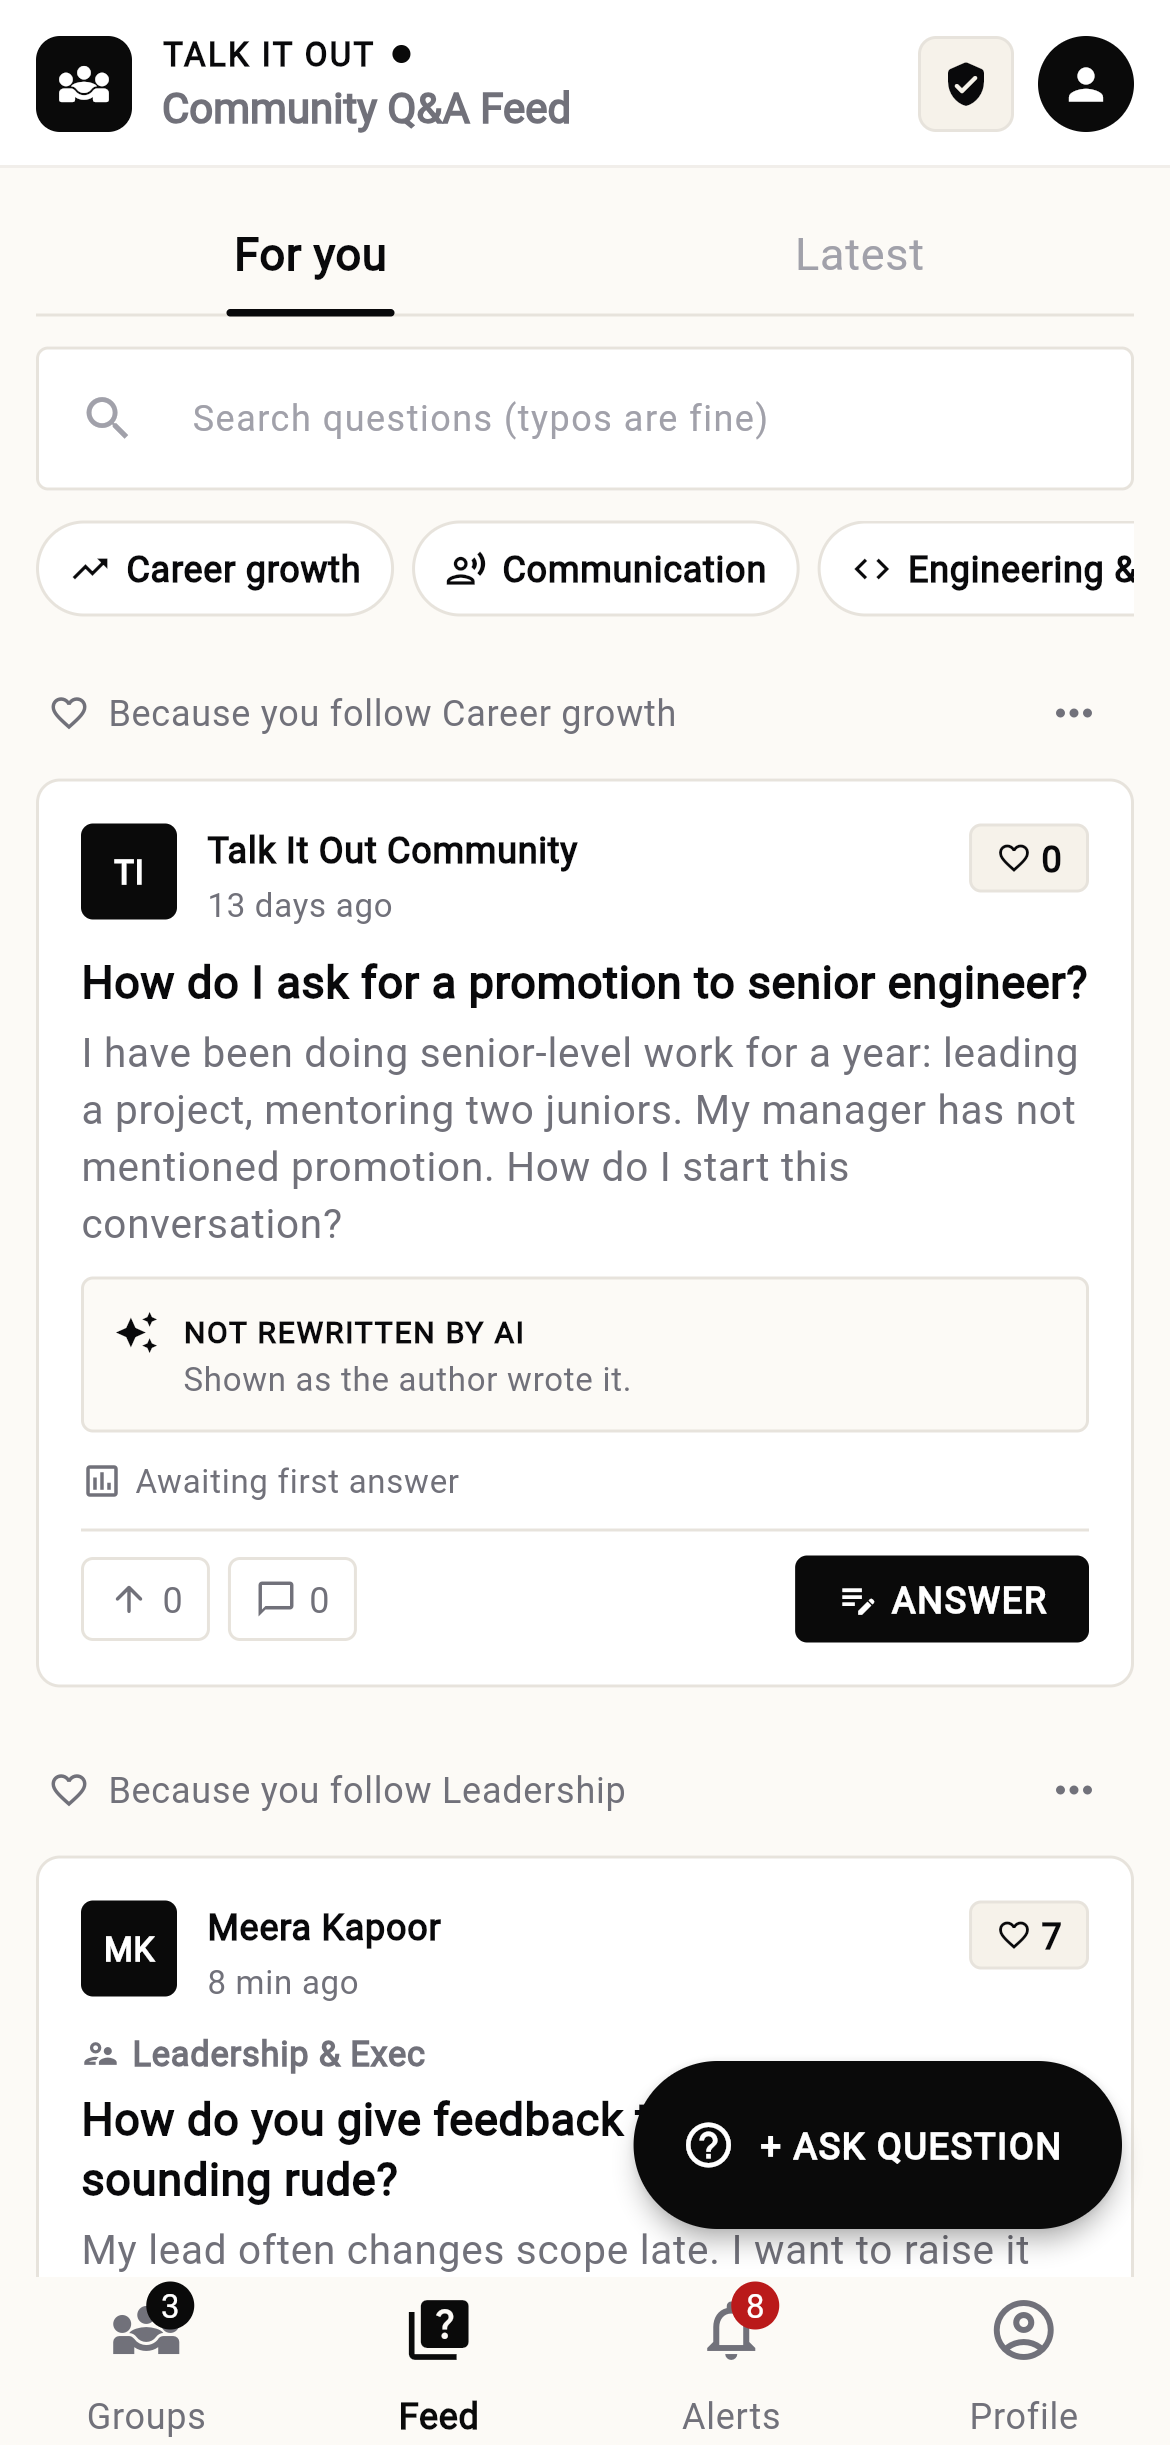 TALK IT OUT
Community Q&A Feed
For you
Latest
Search questions (typos are fine)
Career growth
Communication
Engineering &
Because you follow Career growth
TI
Talk It Out Community
13 days ago
0
How do I ask for a promotion to senior engineer?
I have been doing senior-level work for a year: leading
a project, mentoring two juniors. My manager has not
mentioned promotion. How do I start this
conversation?
NOT REWRITTEN BY AI
Shown as the author wrote it.
Awaiting first answer
0
0
ANSWER
Because you follow Leadership
MK
Meera Kapoor
8 min ago
7
Leadership & Exec
How do you give feedback
sounding rude?
+ ASK QUESTION
My lead often changes scope late. I want to raise it
3
8
Groups
Feed
Alerts
Profile